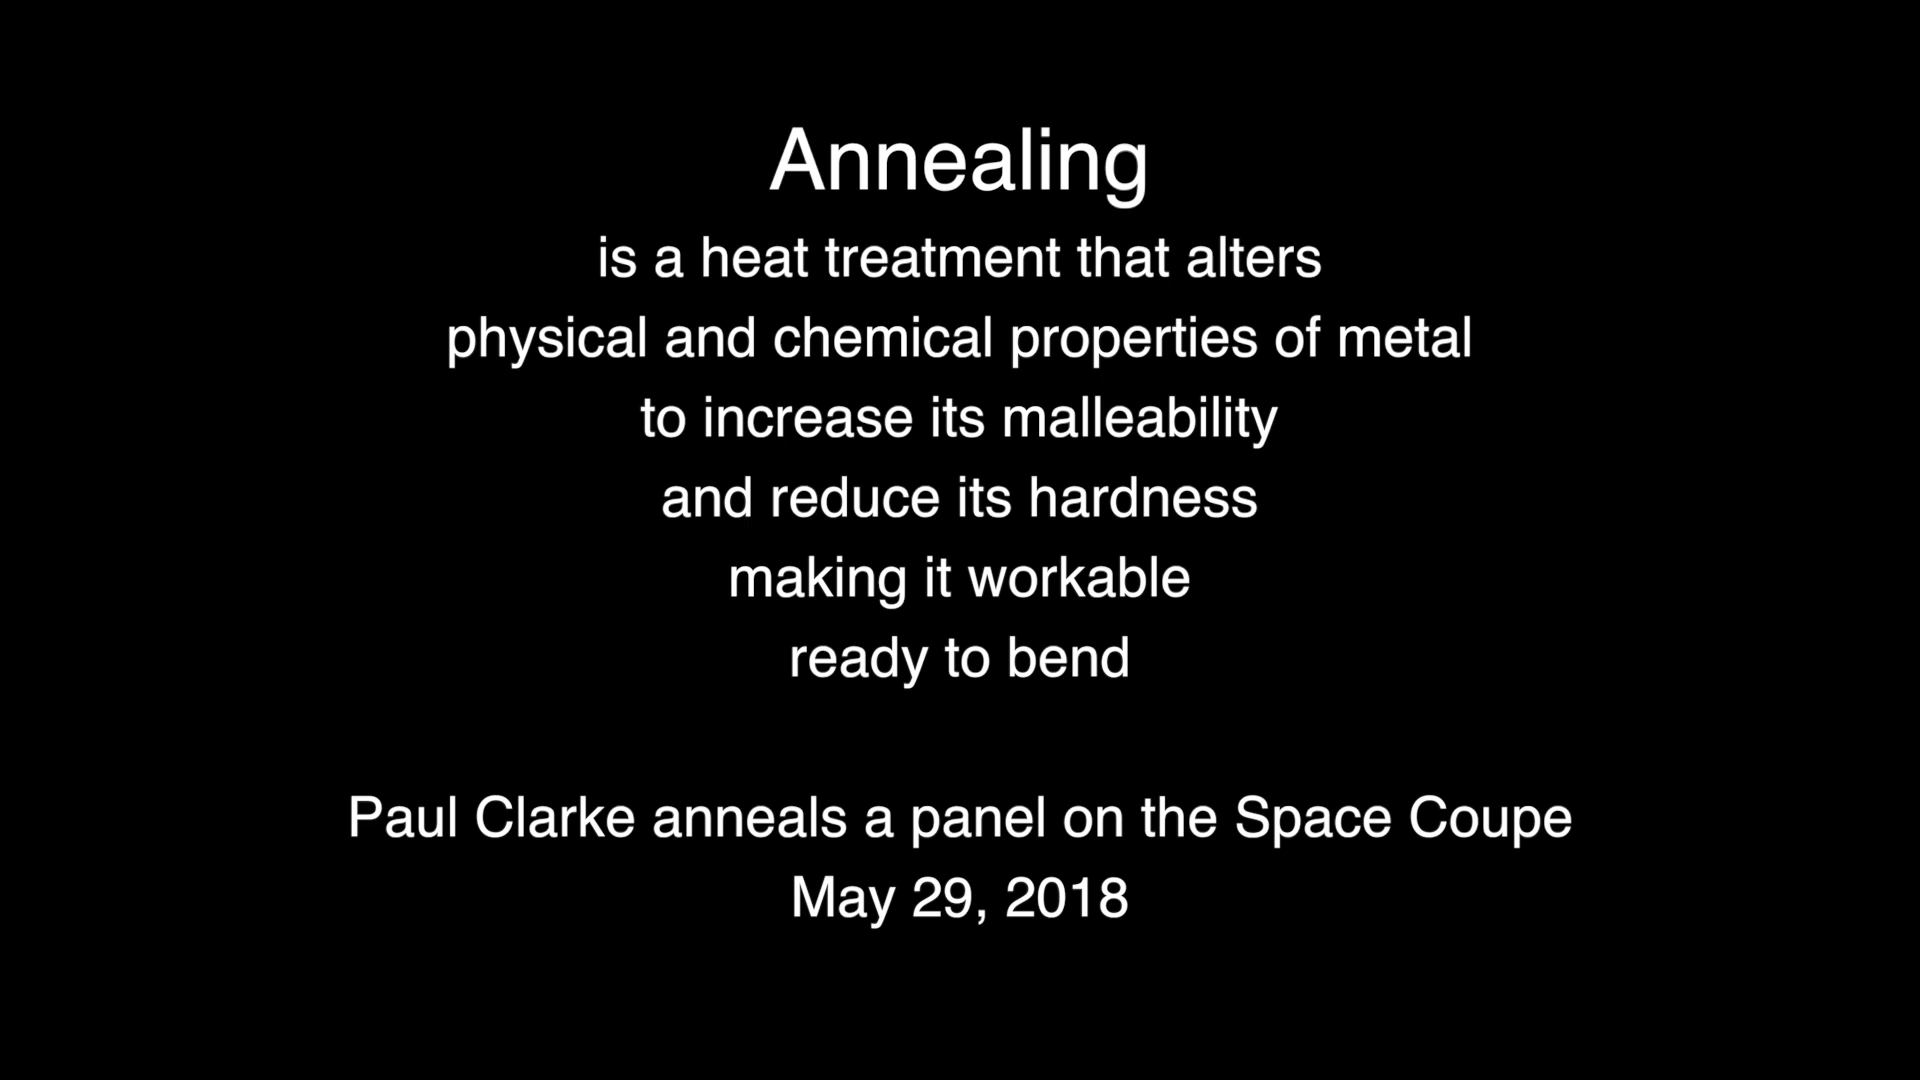 Annealing
is a heat treatment that alters
physical and chemical properties of metal
to increase its malleability
and reduce its hardness
making it workable
ready to bend
Paul Clarke anneals a panel on the Space Coupe
May 29, 2018